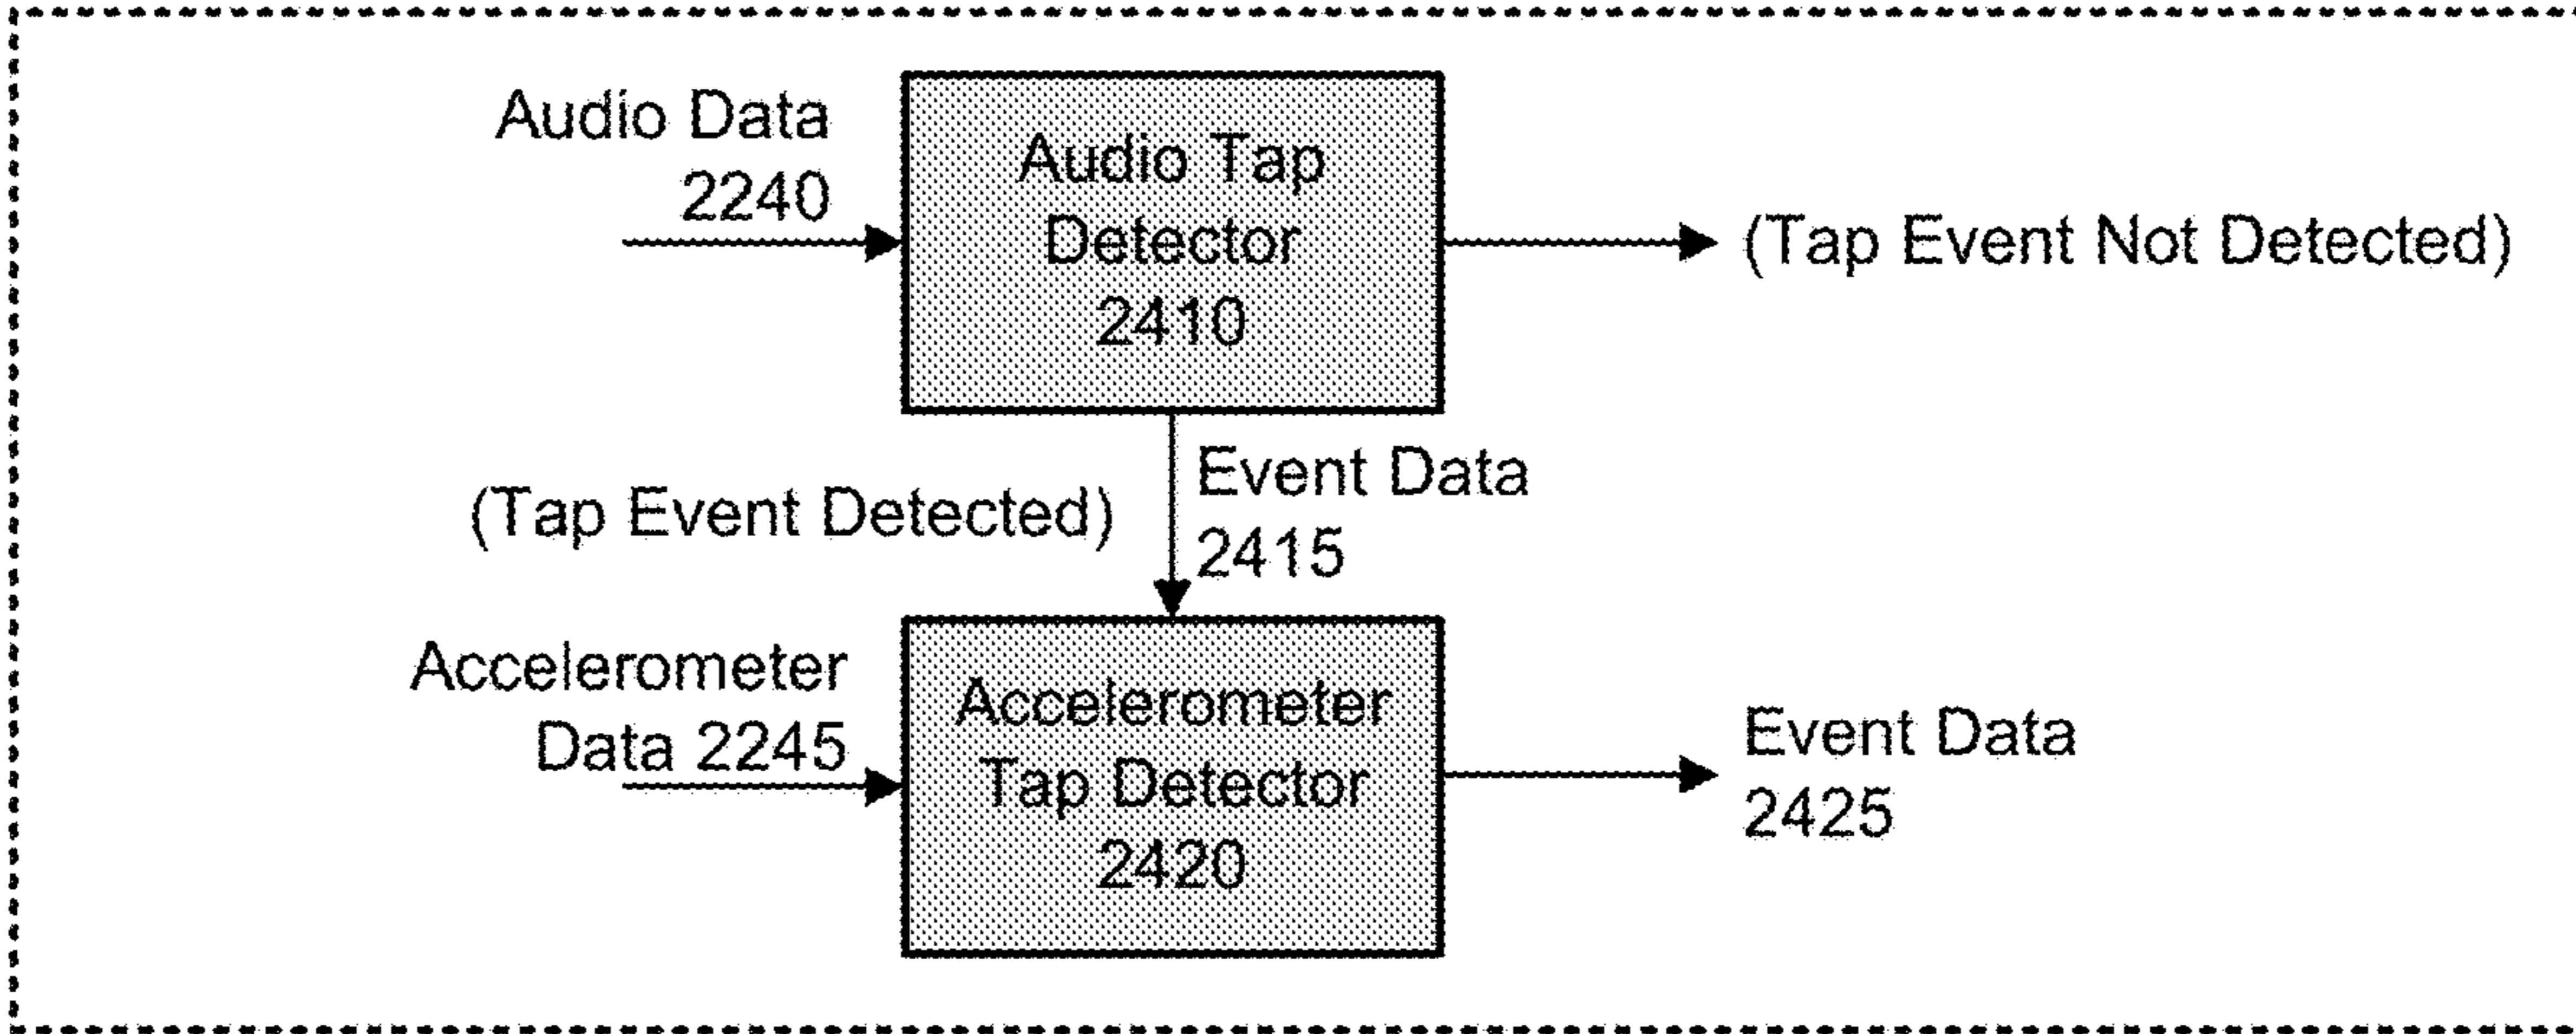 Audio Data
2240
Audio Tap
Detector
2410
(Tap Event Not Detected)
(Tap Event Detected)
Event Data
2415
Accelerometer
Data 2245
Accelerometer
Tap Detector
2420
Event Data
2425